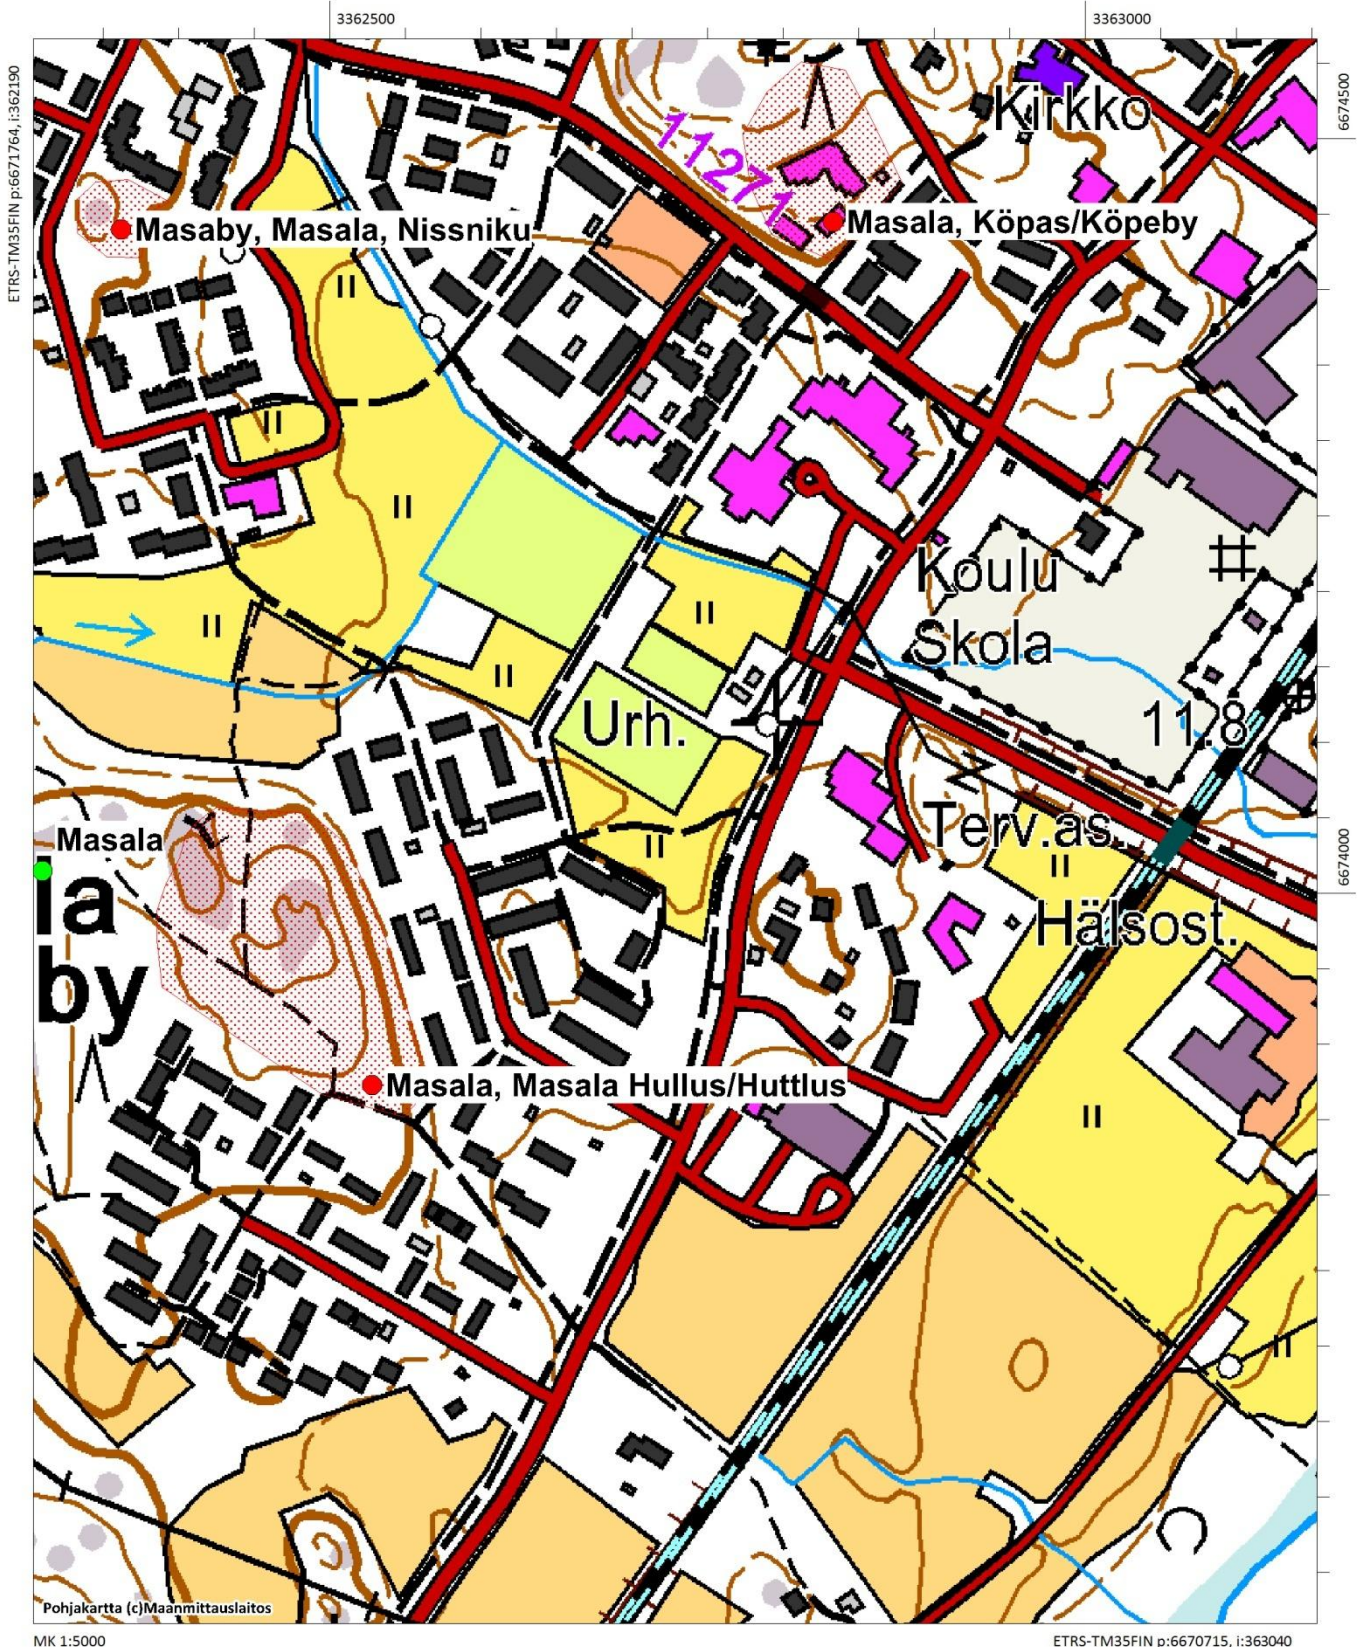 3362500
3363000
ETRS-TM35FIN p:6671764, i:362190
6674500
Kirkko
11271
Masaby, Masala, Nissniku
Masala, Köpas/Köpeby
II
II
II
Koulu
Skola
II
II
II
Urh.
11.8
Terv.as.
II
II
6674000
Masala
la
by
Hälsost.
Masala, Masala Hullus/Huttlus
II
II
Pohjakartta (c)Maanmittauslaitos
MK 1:5000
ETRS-TM35FIN p:6670715, i:363040